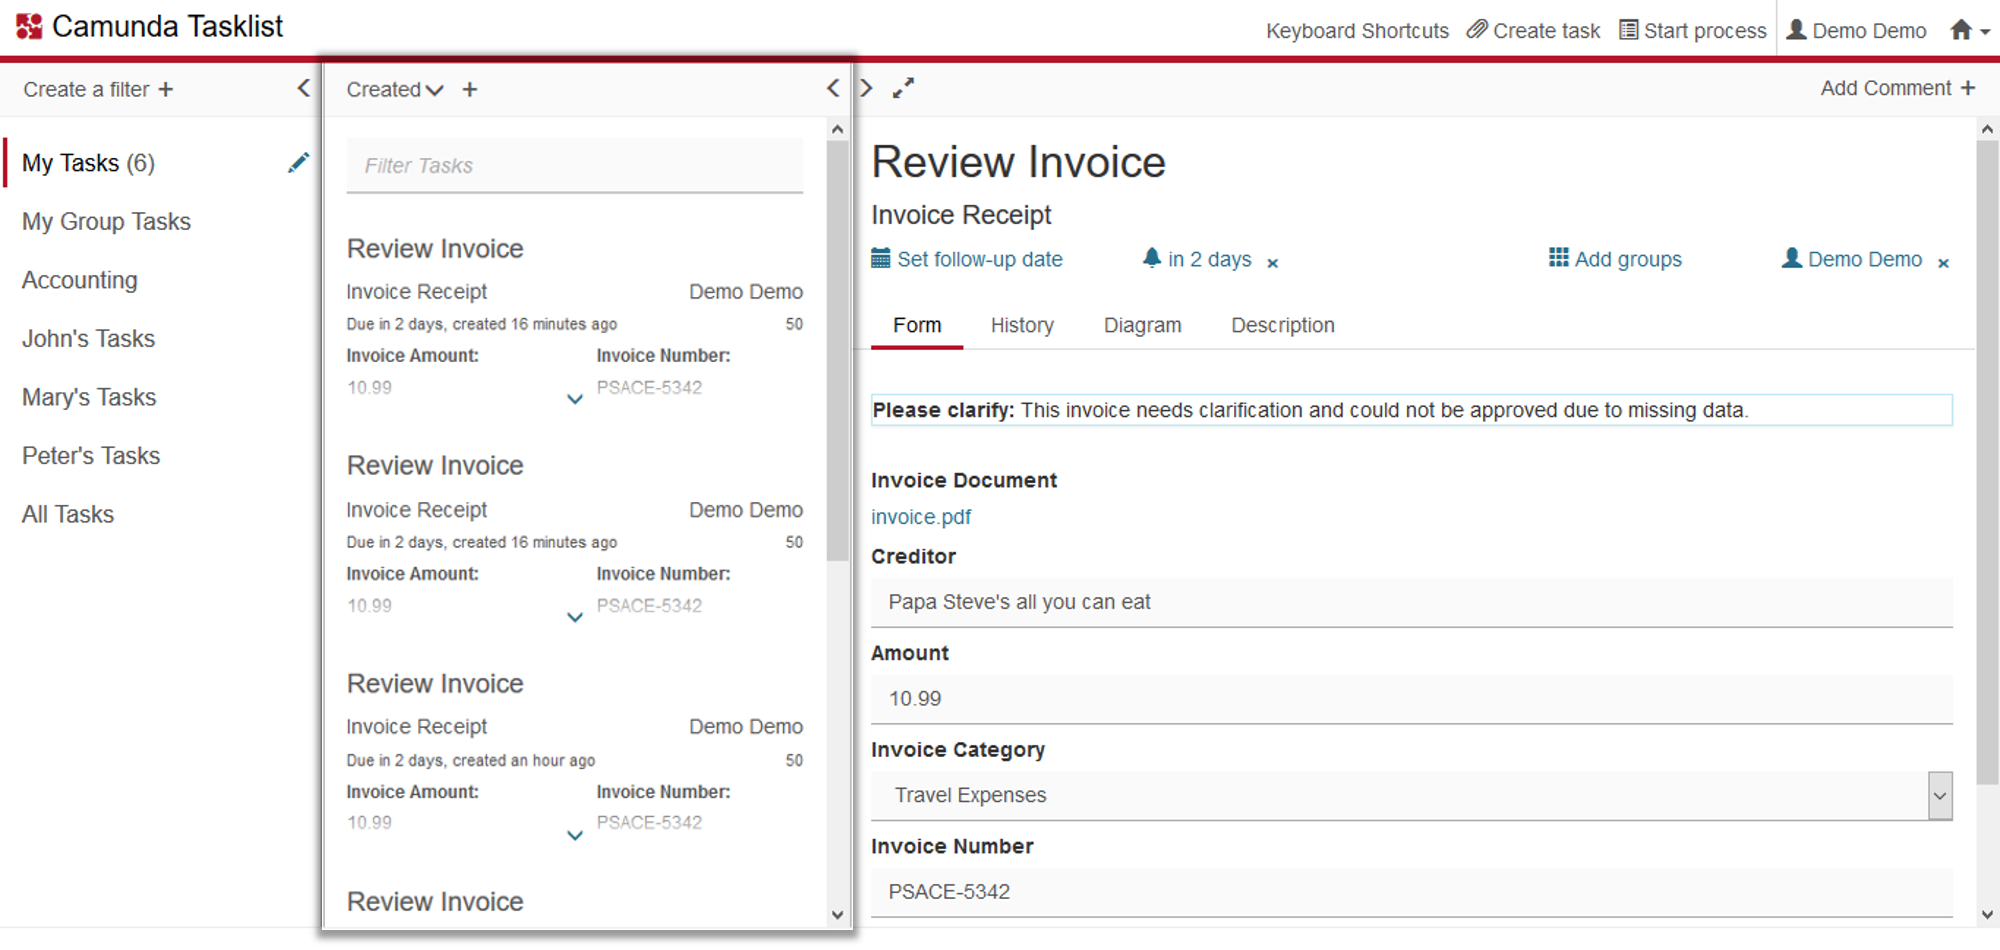 Camunda Tasklist
Keyboard Shortcuts Create task Start process Demo Demo
Create a filter +
My Tasks (6)
My Group Tasks
Accounting
John's Tasks
Mary's Tasks
Peter's Tasks
All Tasks
Created +
Filter Tasks
Review Invoice
Invoice Receipt Demo Demo
Due in 2 days, created 16 minutes ago 50
Invoice Amount: Invoice Number:
10.99 PSACE-5342
Review Invoice
Invoice Receipt Demo Demo
Due in 2 days, created 16 minutes ago 50
Invoice Amount: Invoice Number:
10.99 PSACE-5342
Review Invoice
Invoice Receipt Demo Demo
Due in 2 days, created an hour ago 50
Invoice Amount: Invoice Number:
10.99 PSACE-5342
Review Invoice
Add Comment +
Review Invoice
Invoice Receipt
Set follow-up date in 2 days × Add groups Demo Demo ×
Form History Diagram Description
Please clarify: This invoice needs clarification and could not be approved due to missing data.
Invoice Document
invoice.pdf
Creditor
Papa Steve's all you can eat
Amount
10.99
Invoice Category
Travel Expenses
Invoice Number
PSACE-5342